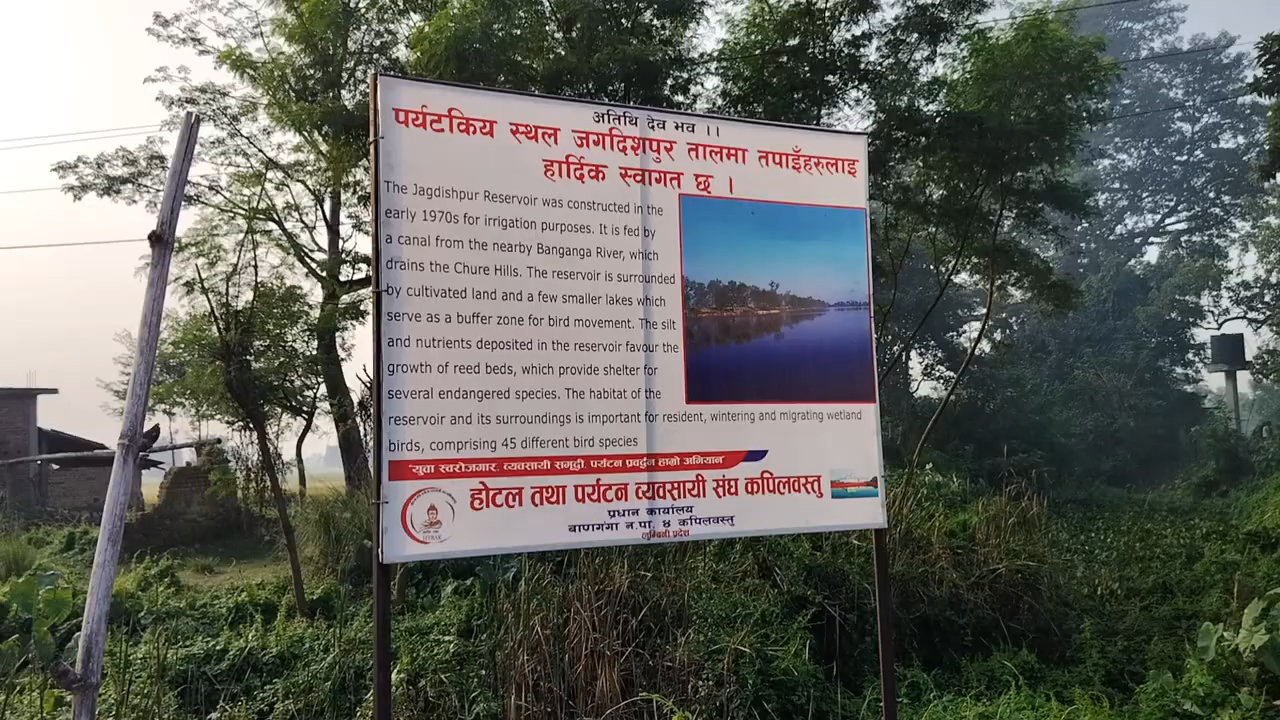 अतिथि देव भव ।।
पर्यटकिय स्थल जगदिशपुर तालमा तपाइँहरुलाइ
हार्दिक स्वागत छ ।
The Jagdishpur Reservoir was constructed in the
early 1970s for irrigation purposes. It is fed by
a canal from the nearby Banganga River, which
drains the Chure Hills. The reservoir is surrounded
by cultivated land and a few smaller lakes which
serve as a buffer zone for bird movement. The silt
and nutrients deposited in the reservoir favour the
growth of reed beds, which provide shelter for
several endangered species. The habitat of the
reservoir and its surroundings is important for resident, wintering and migrating wetland
birds, comprising 45 different bird species
"युवा स्वरोजगार, व्यवसायी समृद्दी, पर्यटन प्रवर्द्दन हाम्रो अभियान"
होटल तथा पर्यटन व्यवसायी संघ कपिलवस्तु
प्रधान कार्यालय
वाणगंगा न.पा. ४ कपिलवस्तु
लुम्बिनी प्रदेश